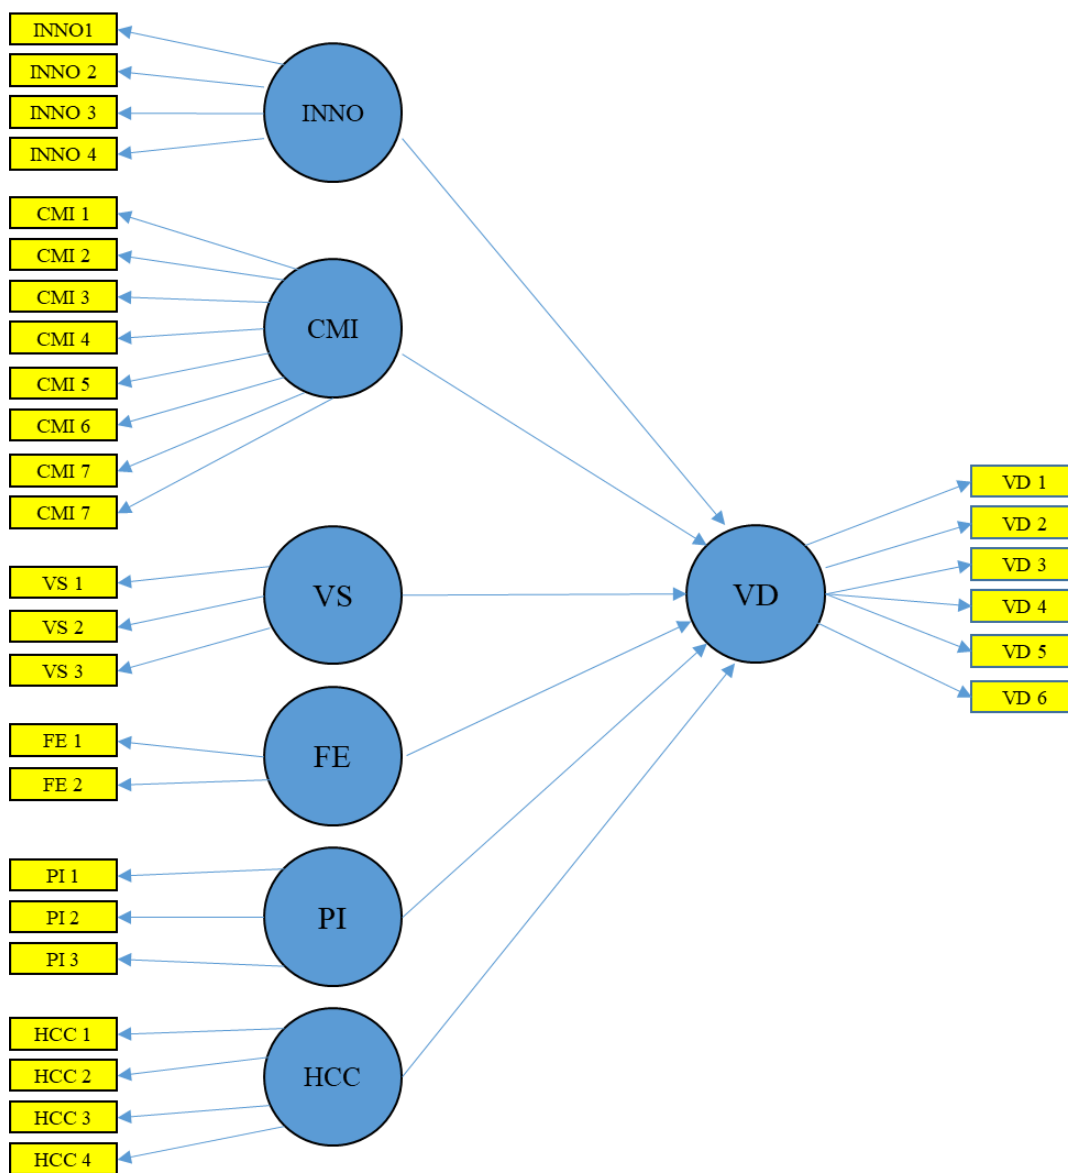 INNO1
INNO 2
INNO 3
INNO 4
INNO
CMI 1
CMI 2
CMI 3
CMI 4
CMI 5
CMI 6
CMI 7
CMI 7
CMI
VS 1
VS 2
VS 3
VS
FE 1
FE 2
FE
PI 1
PI 2
PI 3
PI
HCC 1
HCC 2
HCC 3
HCC 4
HCC
VD
VD 1
VD 2
VD 3
VD 4
VD 5
VD 6